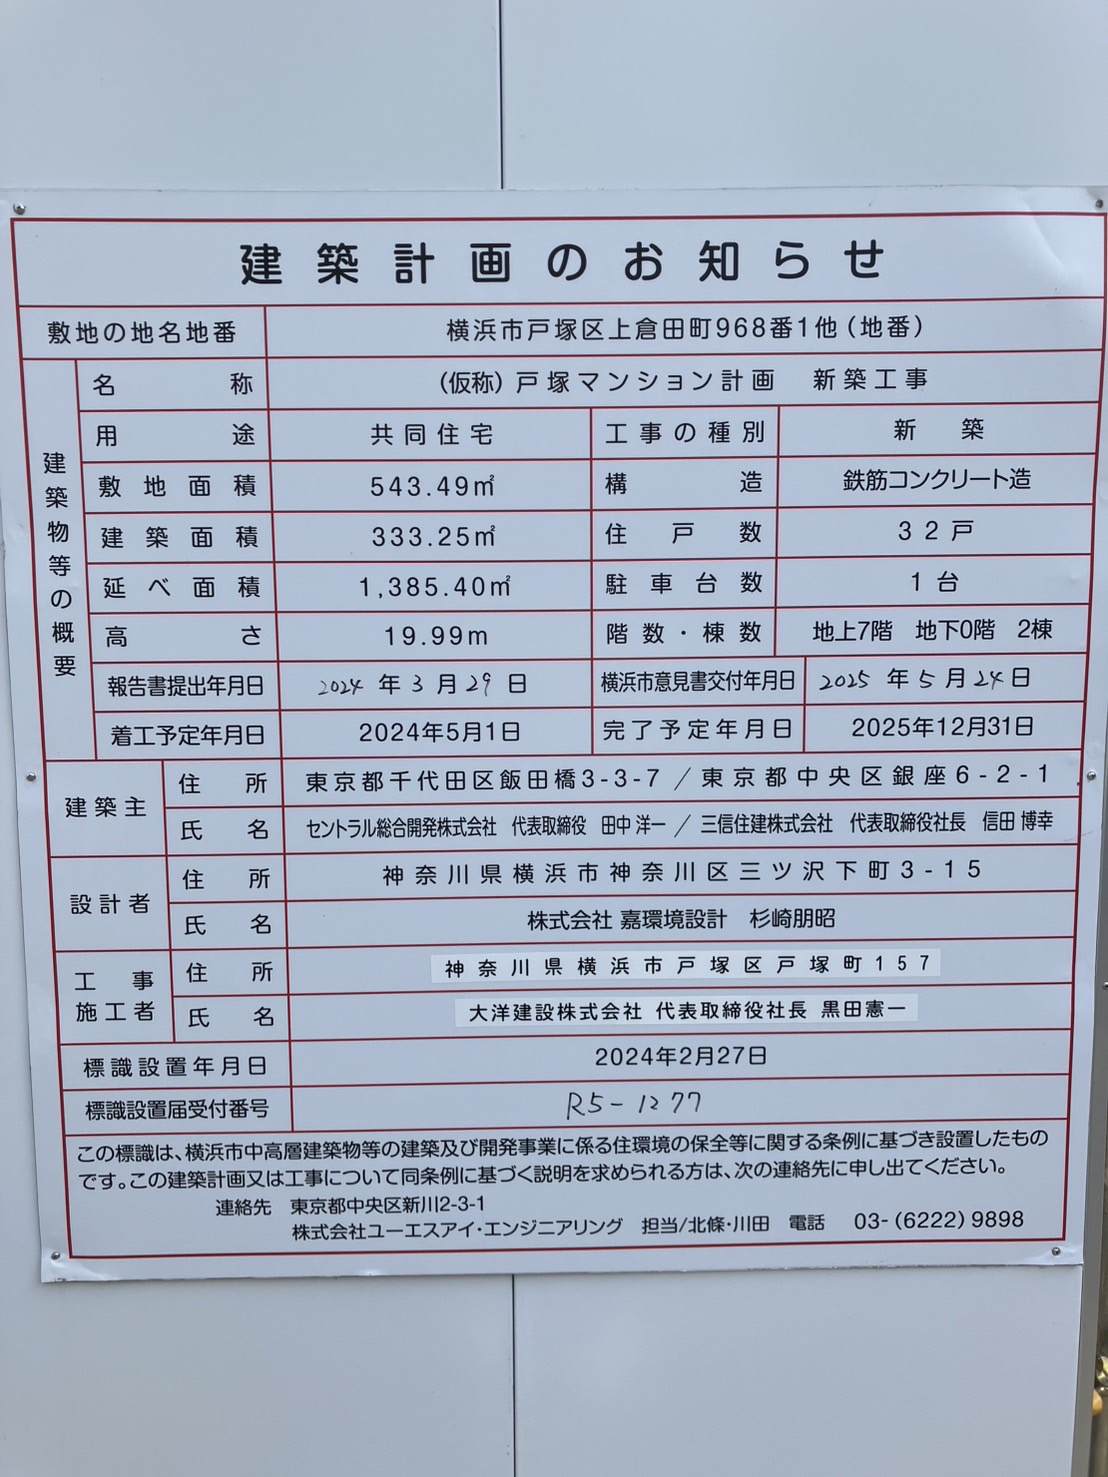 建築計画のお知らせ
敷地の地名地番 横浜市戸塚区上倉田町968番1他(地番)
建築物等の概要
名称 (仮称)戸塚マンション計画 新築工事
用途 共同住宅 工事の種別 新築
敷地面積 543.49㎡ 構造 鉄筋コンクリート造
建築面積 333.25㎡ 住戸数 32戸
延べ面積 1,385.40㎡ 駐車台数 1台
高さ 19.99m 階数・棟数 地上7階 地下0階 2棟
報告書提出年月日 2024年3月29日 横浜市意見書交付年月日 2025年5月24日
着工予定年月日 2024年5月1日 完了予定年月日 2025年12月31日
建築主
住所 東京都千代田区飯田橋3-3-7/東京都中央区銀座6-2-1
氏名 セントラル総合開発株式会社 代表取締役 田中 洋一/三信住建株式会社 代表取締役社長 信田 博幸
設計者
住所 神奈川県横浜市神奈川区三ツ沢下町3-15
氏名 株式会社 嘉環境設計 杉崎朋昭
工事施工者
住所 神奈川県横浜市戸塚区戸塚町157
氏名 大洋建設株式会社 代表取締役社長 黒田憲一
標識設置年月日 2024年2月27日
標識設置届受付番号 R5-1277
この標識は、横浜市中高層建築物等の建築及び開発事業に係る住環境の保全等に関する条例に基づき設置したもの
です。この建築計画又は工事について同条例に基づく説明を求められる方は、次の連絡先に申し出てください。
連絡先 東京都中央区新川2-3-1
株式会社ユーエスアイ・エンジニアリング 担当/北條・川田 電話 03-(6222)9898